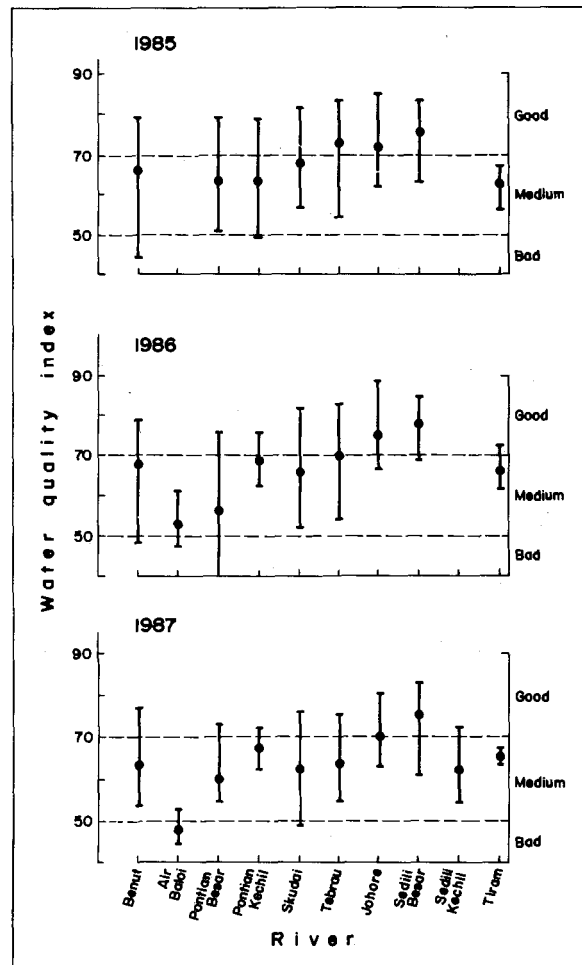 1985
90
70
50
Good
Medium
Bad
1986
90
70
50
Good
Medium
Bad
1987
90
70
50
Good
Medium
Bad
Water quality index
Benut
Air
Baloi
Pontian
Besar
Pontian
Kechil
Skudai
Tebrau
Johore
Sedili
Besar
Sedili
Kechil
Tiram
River